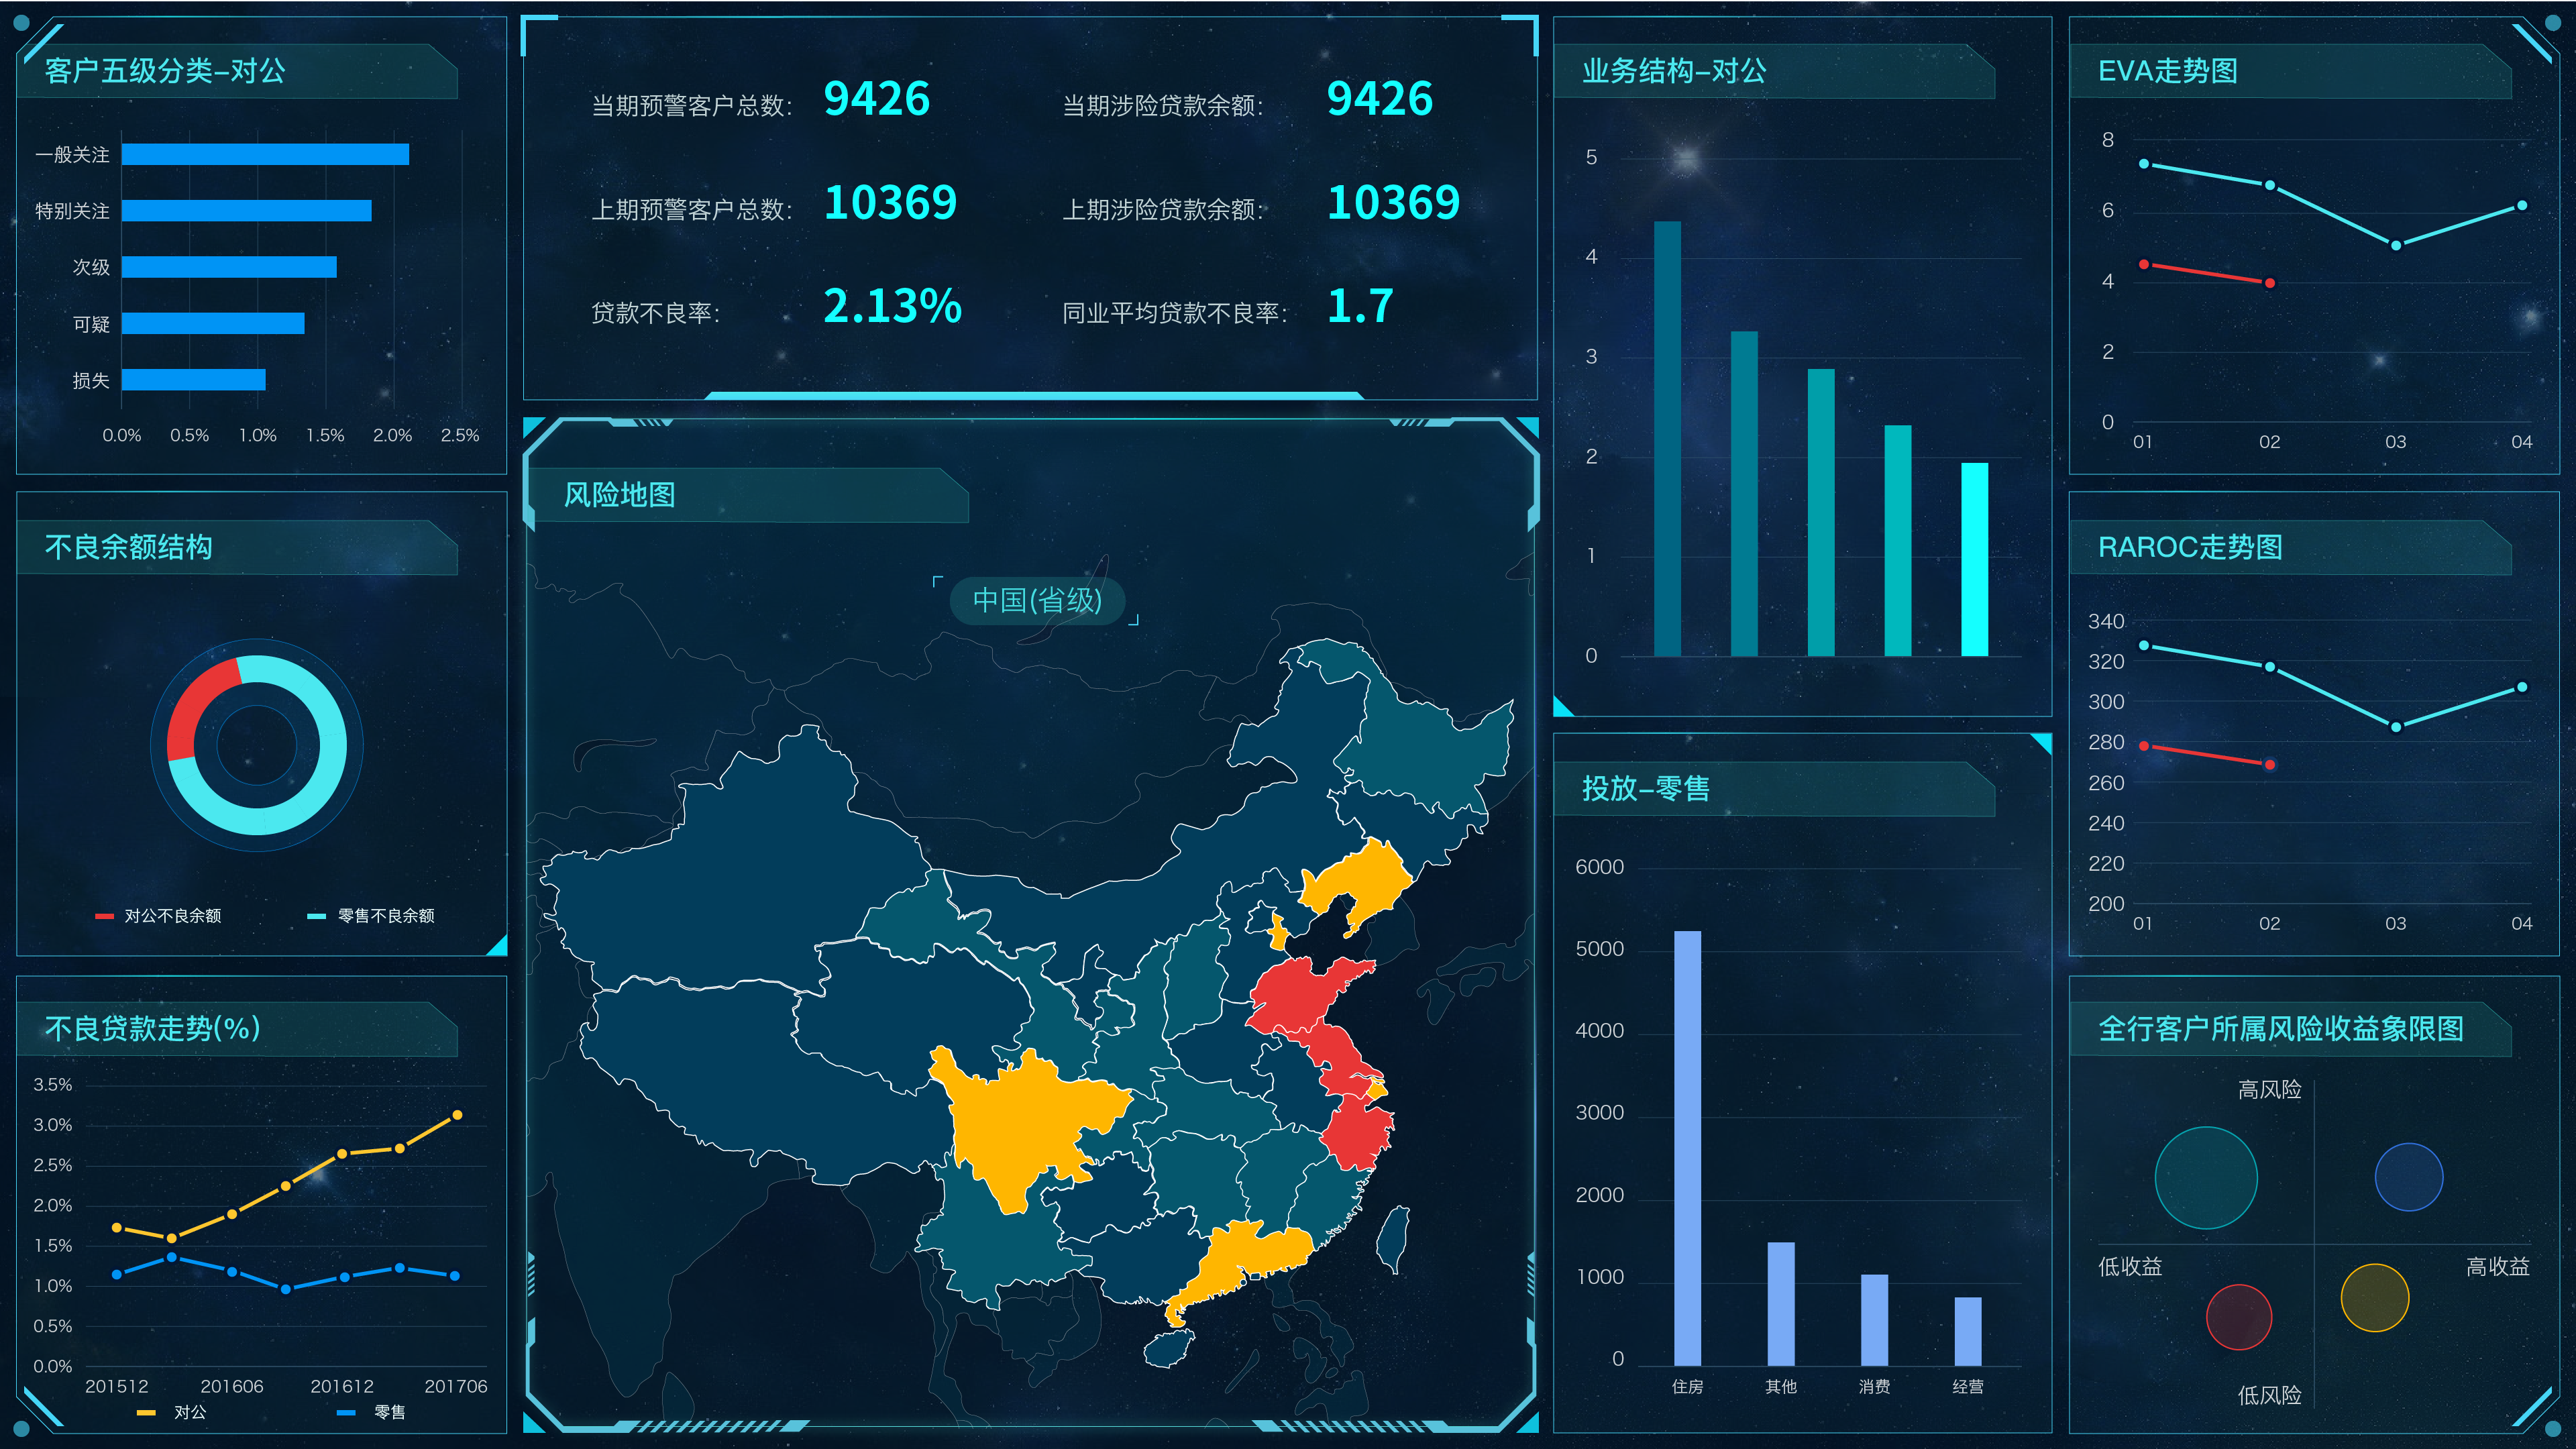 客户五级分类-对公
一般关注
特别关注
次级
可疑
损失
0.0% 0.5% 1.0% 1.5% 2.0% 2.5%
不良余额结构
对公不良余额 零售不良余额
不良贷款走势(%)
3.5%
3.0%
2.5%
2.0%
1.5%
1.0%
0.5%
0.0%
201512 201606 201612 201706
对公 零售
当期预警客户总数: 9426 当期涉险贷款余额: 9426
上期预警客户总数: 10369 上期涉险贷款余额: 10369
贷款不良率: 2.13% 同业平均贷款不良率: 1.7
风险地图
中国(省级)
业务结构-对公
5
4
3
2
1
0
投放-零售
6000
5000
4000
3000
2000
1000
0
住房 其他 消费 经营
EVA走势图
8
6
4
2
0
01 02 03 04
RAROC走势图
340
320
300
280
260
240
220
200
01 02 03 04
全行客户所属风险收益象限图
高风险
低收益 高收益
低风险